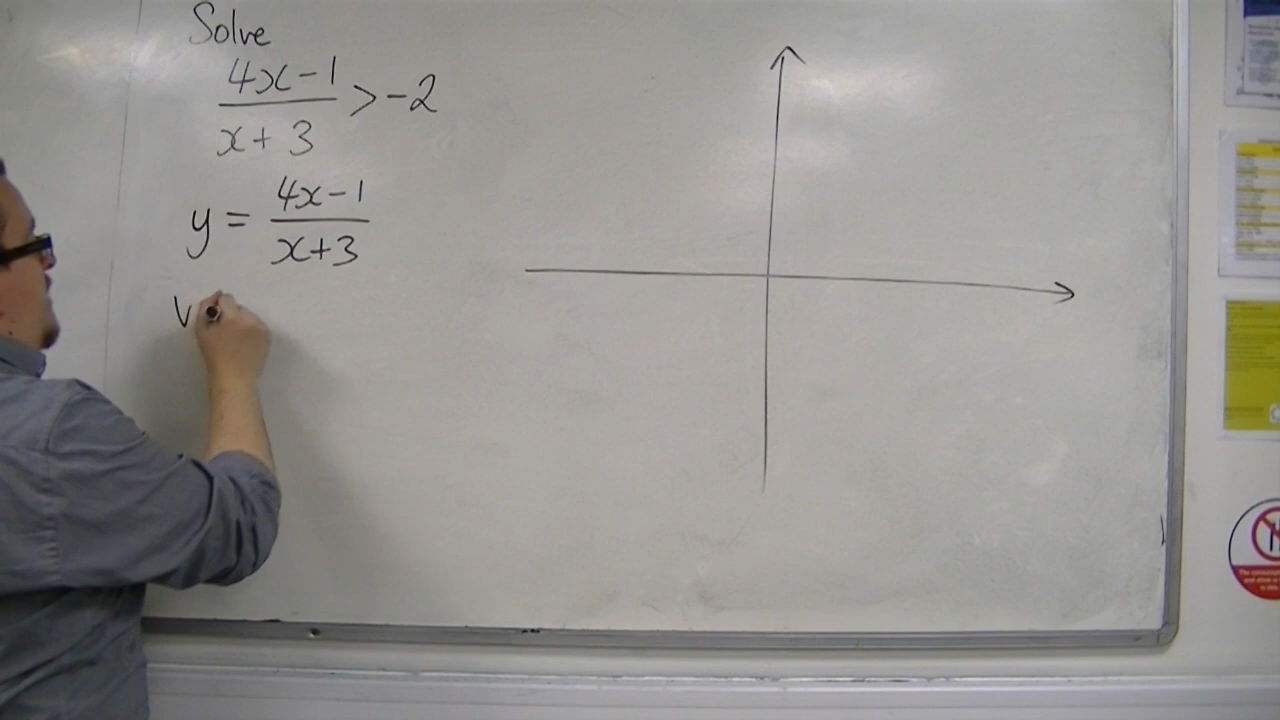 Solve
4x-1
x+3 > -2
y = 4x-1
x+3
V